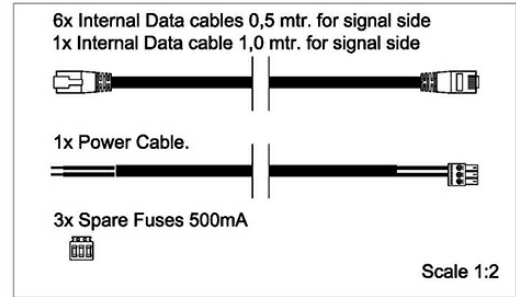 6x Internal Data cables 0,5 mtr. for signal side
1x Internal Data cable 1,0 mtr. for signal side
1x Power Cable.
3x Spare Fuses 500mA
Scale 1:2